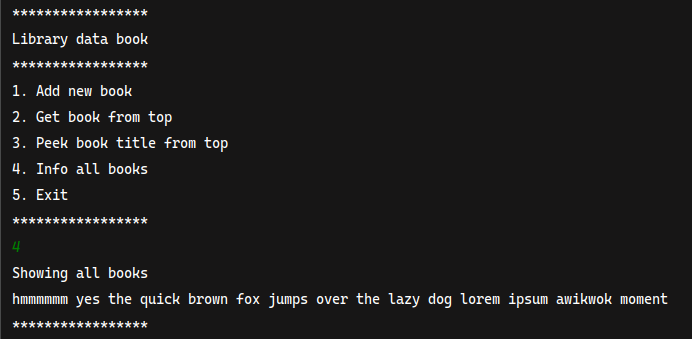 *****************
Library data book
*****************
1. Add new book
2. Get book from top
3. Peek book title from top
4. Info all books
5. Exit
*****************
4
Showing all books
hmmmmmm yes the quick brown fox jumps over the lazy dog lorem ipsum awikwok moment
*****************